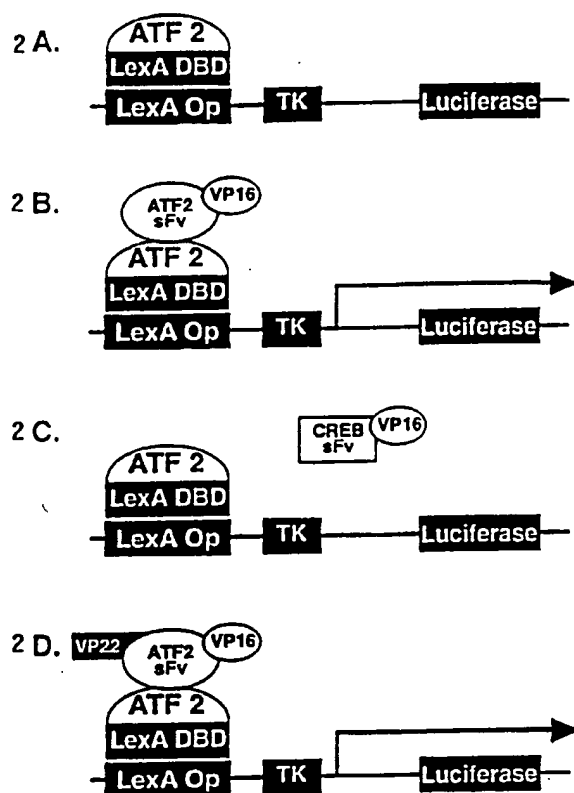 2 A.
ATF 2
LexA DBD
LexA Op TK Luciferase
2 B.
ATF2 sFv VP16
ATF 2
LexA DBD
LexA Op TK Luciferase
2 C.
CREB sFv VP16
ATF 2
LexA DBD
LexA Op TK Luciferase
2 D.
VP22 ATF2 sFv VP16
ATF 2
LexA DBD
LexA Op TK Luciferase